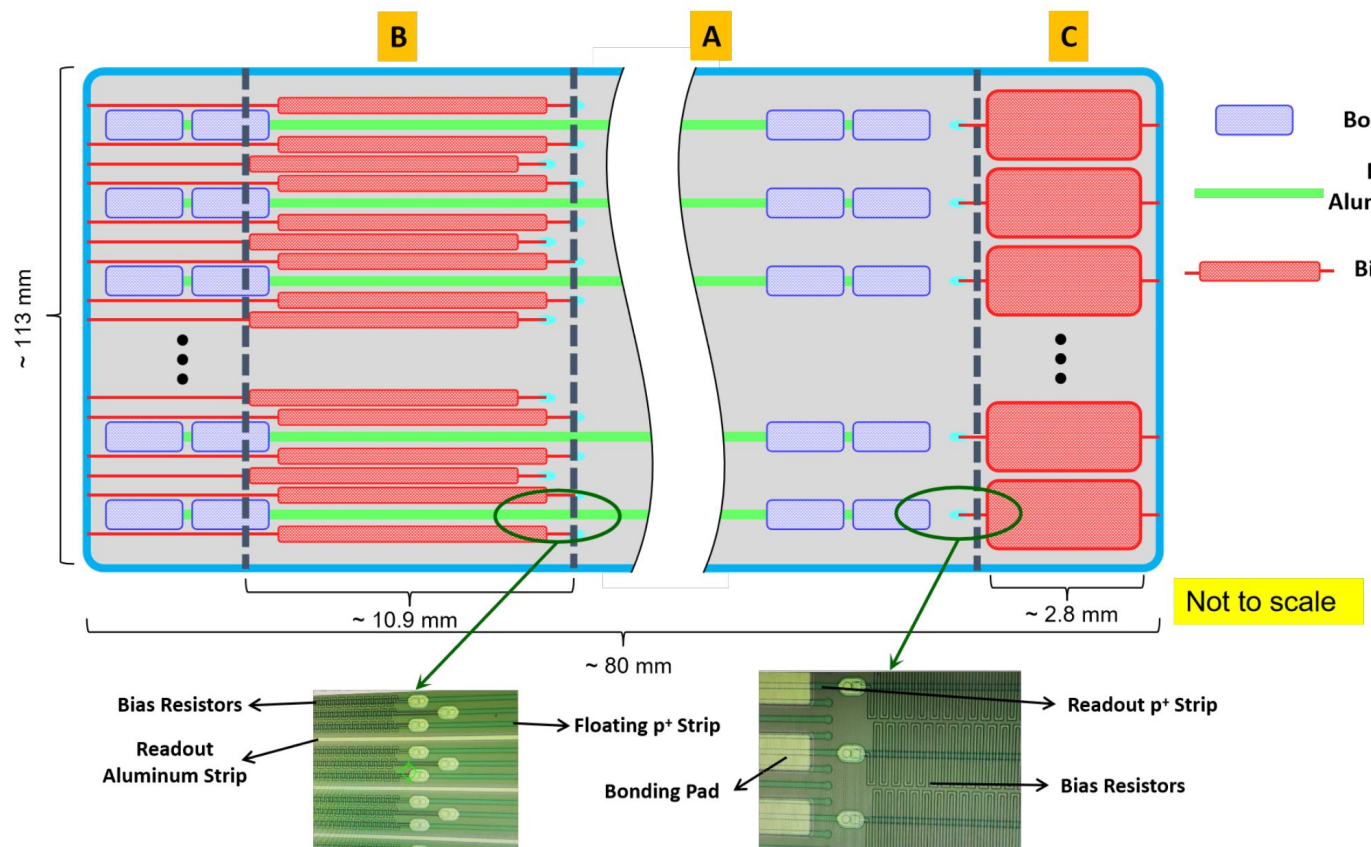 B
A
C
~ 113 mm
Bo
Alum
Bi
~ 10.9 mm
~ 80 mm
~ 2.8 mm
Not to scale
Bias Resistors
Readout
Aluminum Strip
Floating p⁺ Strip
Bonding Pad
Readout p⁺ Strip
Bias Resistors